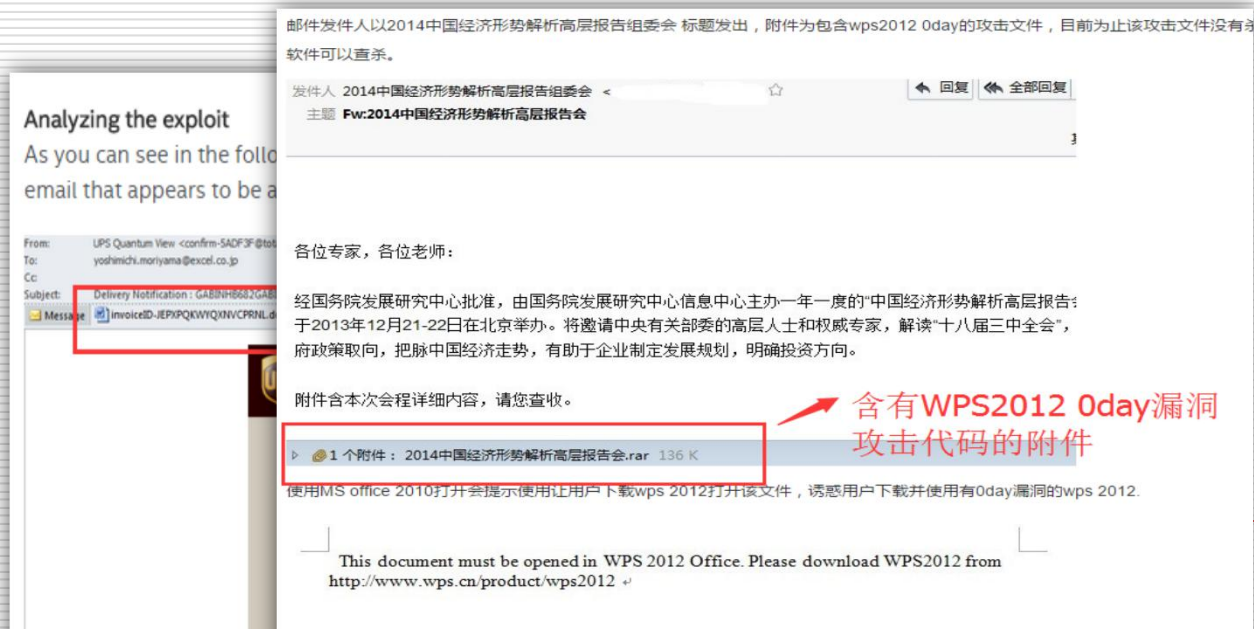 Analyzing the exploit
As you can see in the follo
email that appears to be a
From: UPS Quantum View <confirm-5ADF3F@tot
To: yoshimichi.moriyama@excel.co.jp
Cc:
Subject: Delivery Notification :
Message invoiceID-JEPXPQKWYQXNVCPRNL.d
邮件发件人以2014中国经济形势解析高层报告组委会 标题发出，附件为包含wps2012 0day的攻击文件，目前为止该攻击文件没有杀
软件可以查杀。
发件人 2014中国经济形势解析高层报告组委会 <
回复 全部回复
主题 Fw:2014中国经济形势解析高层报告会
各位专家，各位老师：
经国务院发展研究中心批准，由国务院发展研究中心信息中心主办一年一度的“中国经济形势解析高层报告会
于2013年12月21-22日在北京举办。将邀请中央有关部委的高层人士和权威专家，解读“十八届三中全会”，
府政策取向，把脉中国经济走势，有助于企业制定发展规划，明确投资方向。
附件含本次会程详细内容，请您查收。
含有WPS2012 0day漏洞
攻击代码的附件
1 个附件： 2014中国经济形势解析高层报告会.rar 136 K
使用MS office 2010打开会提示使用让用户下载wps 2012打开该文件，诱惑用户下载并使用有0day漏洞的wps 2012.
This document must be opened in WPS 2012 Office. Please download WPS2012 from
http://www.wps.cn/product/wps2012